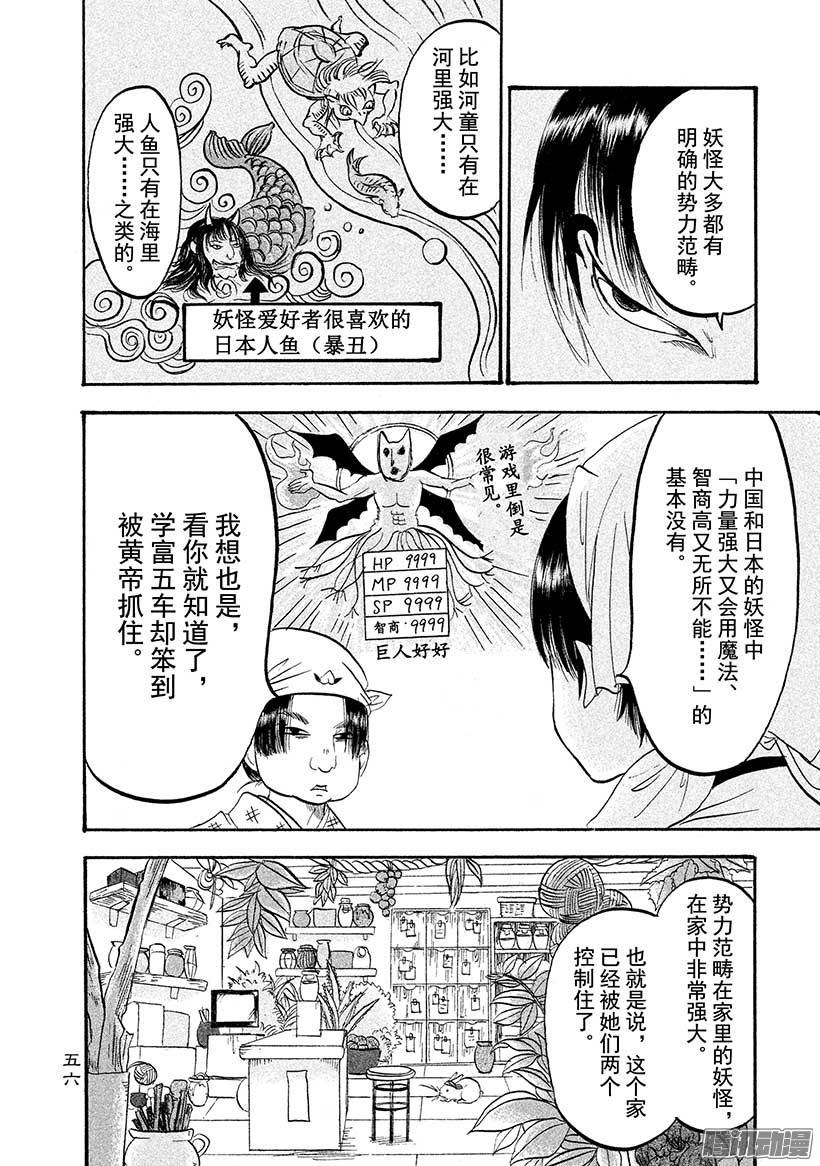 妖怪大多都有
明确的势力范畴。
比如河童只有在
河里强大……
人鱼只有在海里
强大……之类的。
妖怪爱好者很喜欢的
日本人鱼（暴丑）
中国和日本的妖怪中
「力量强大又会用魔法、
智商高又无所不能……」的
基本没有。
游戏里倒是
很常见。
HP 9999
MP 9999
SP 9999
智商·9999
巨人好好
我想也是，
看你就知道了，
学富五车却笨到
被黄帝抓住。
势力范畴在家里的妖怪，
在家中非常强大。
也就是说，这个家
已经被她们两个
控制住了。
五六
腾讯动漫